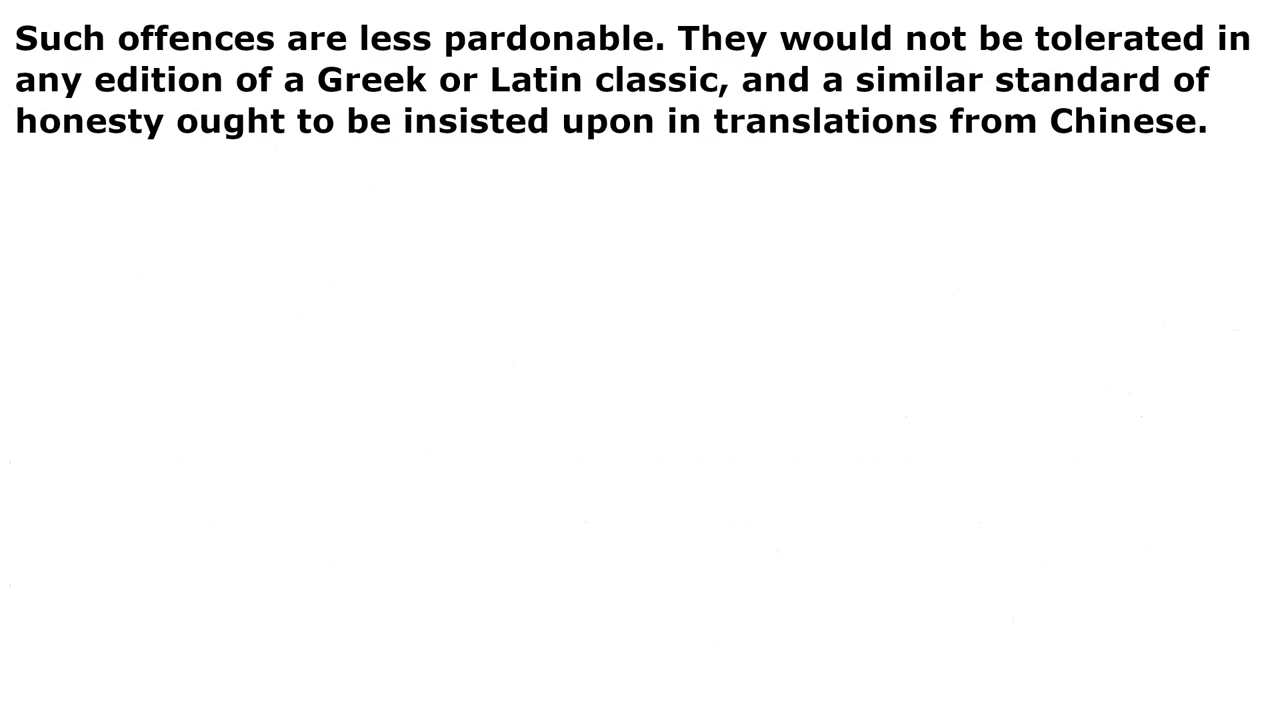 Such offences are less pardonable. They would not be tolerated in
any edition of a Greek or Latin classic, and a similar standard of
honesty ought to be insisted upon in translations from Chinese.